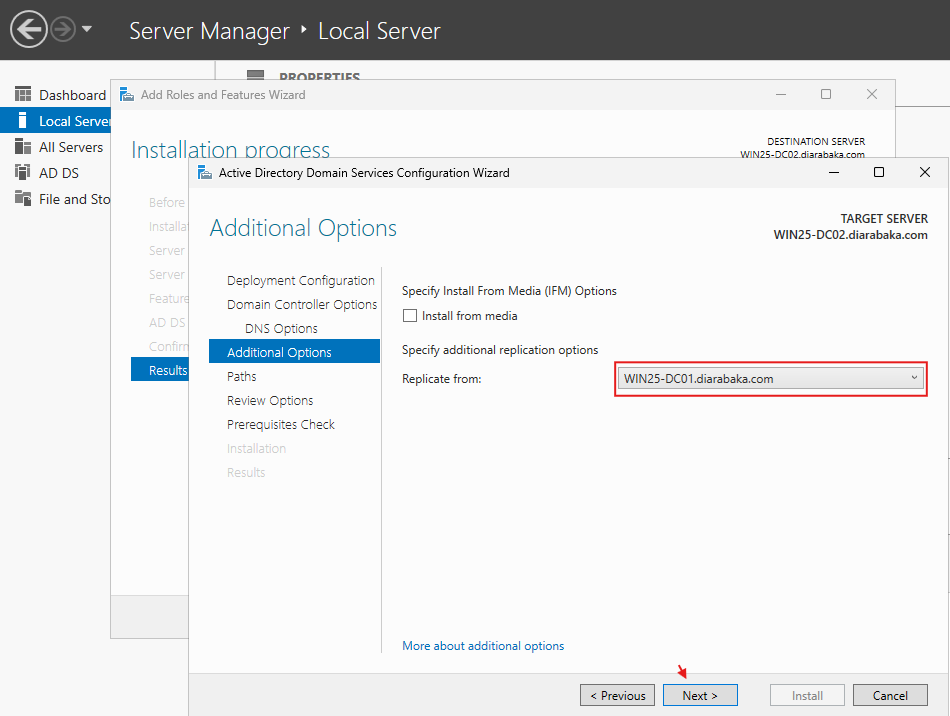 Server Manager ‣ Local Server
PROPERTIES
Dashboard
Local Server
All Servers
AD DS
File and Sto
Add Roles and Features Wizard
Installation progress
DESTINATION SERVER
WIN25-DC02.diarabaka.com
Before
Installa
Server
Server
Feature
AD DS
Confirm
Results
Active Directory Domain Services Configuration Wizard
Additional Options
TARGET SERVER
WIN25-DC02.diarabaka.com
Deployment Configuration
Domain Controller Options
DNS Options
Additional Options
Paths
Review Options
Prerequisites Check
Installation
Results
Specify Install From Media (IFM) Options
Install from media
Specify additional replication options
Replicate from: WIN25-DC01.diarabaka.com
More about additional options
< Previous Next > Install Cancel